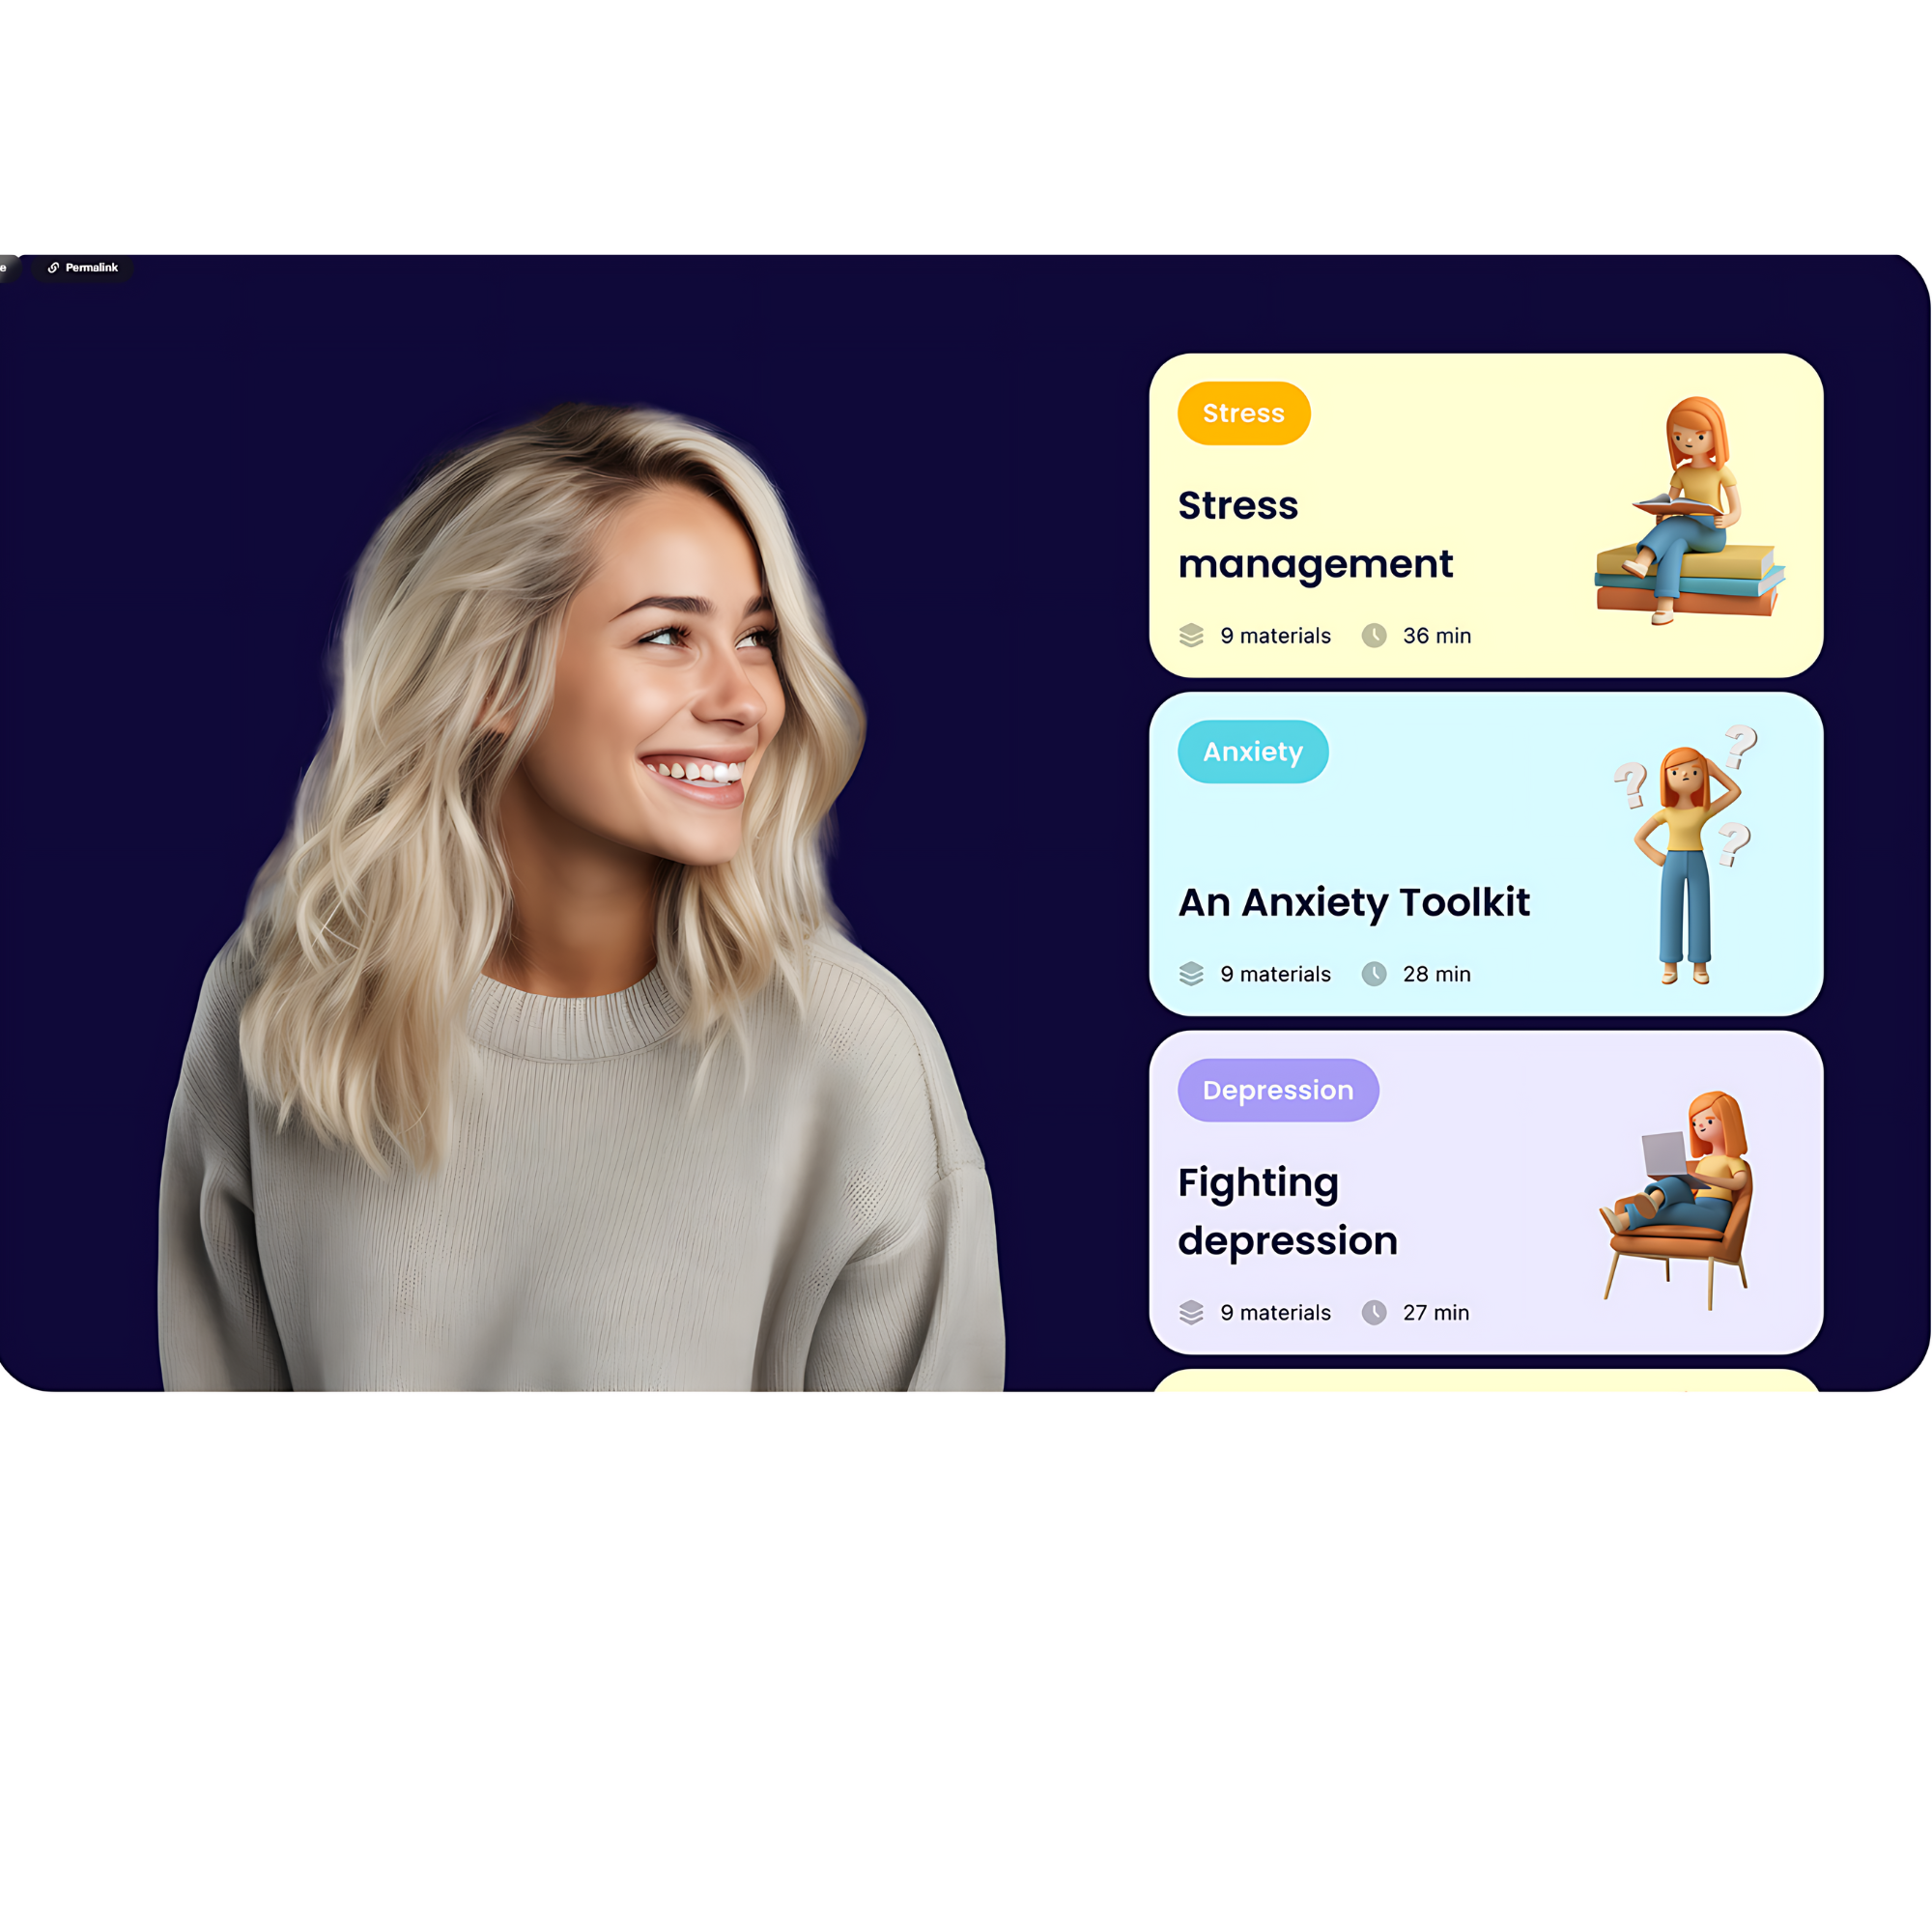 e
Permalink
Stress
Stress
management
9 materials 36 min
Anxiety
?
?
?
An Anxiety Toolkit
9 materials 28 min
Depression
Fighting
depression
9 materials 27 min